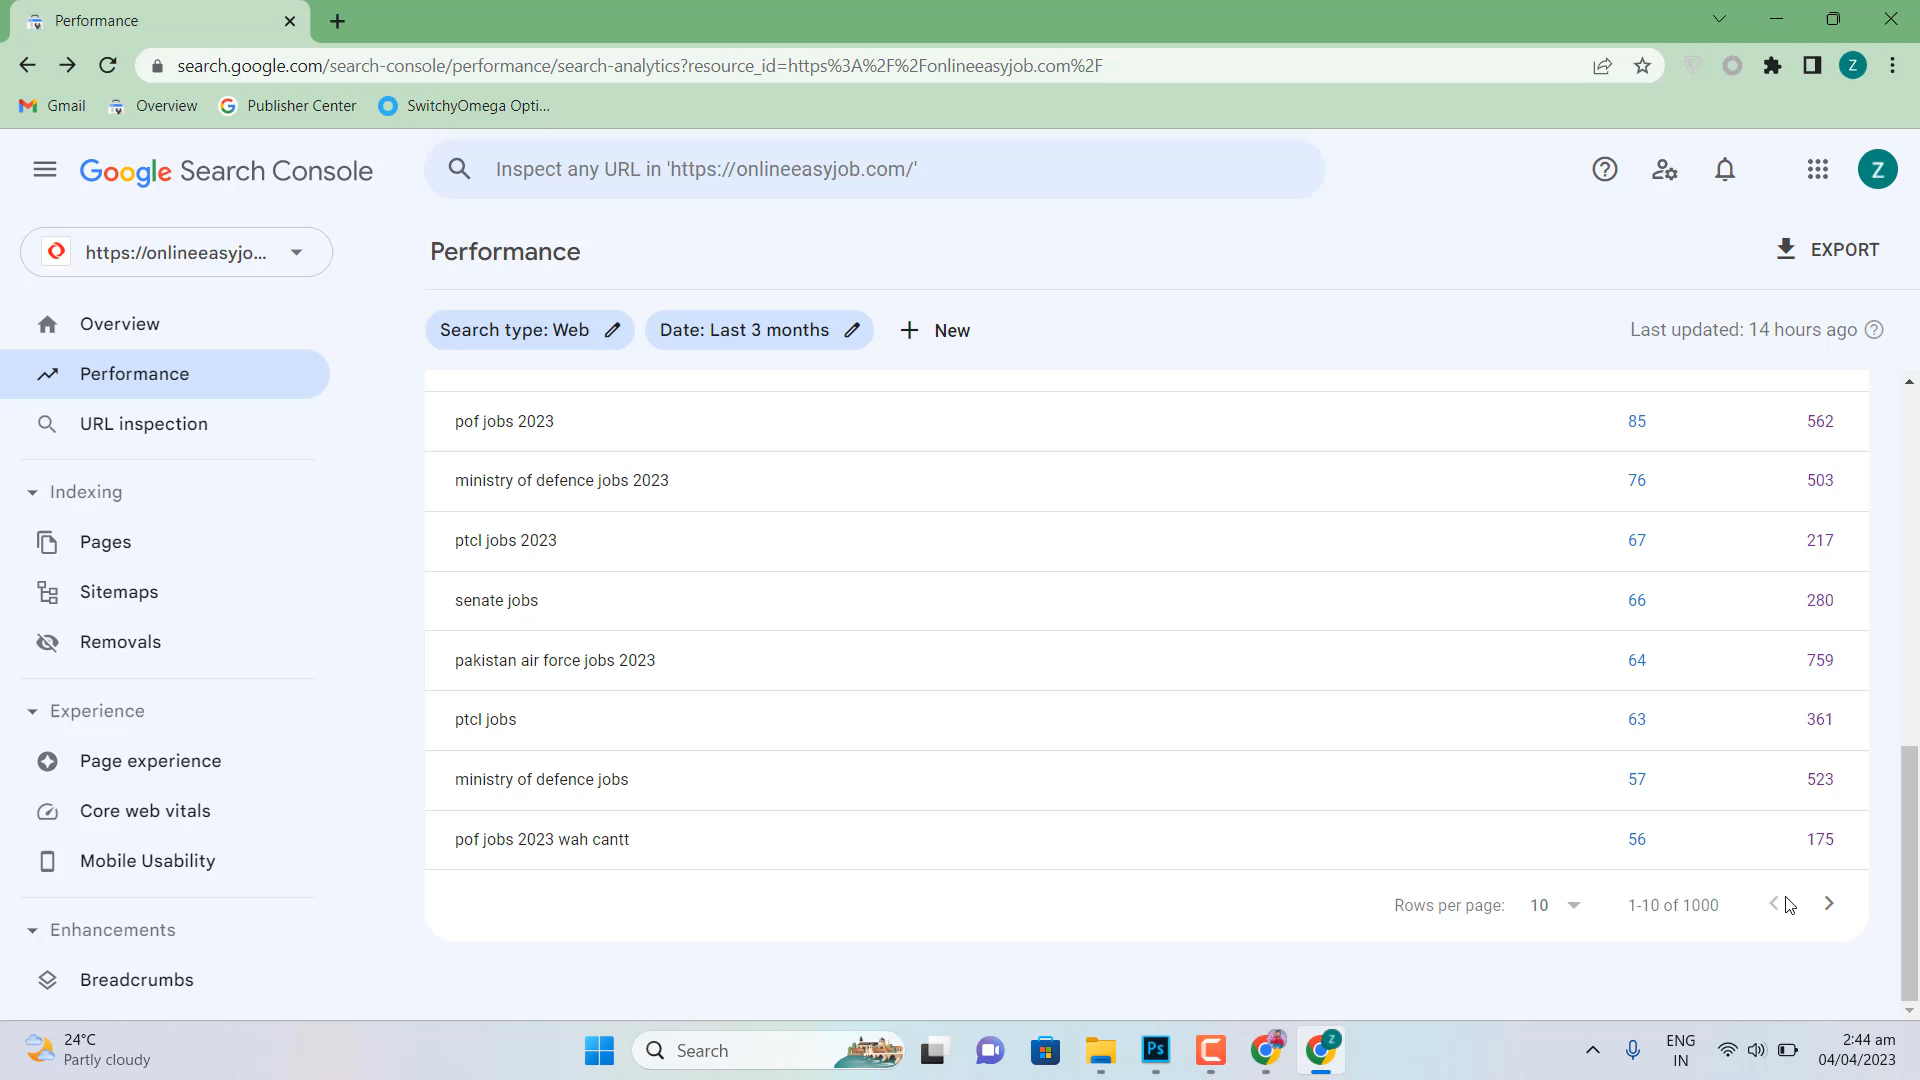 Performance
search.google.com/search-console/performance/search-analytics?resource_id=https%3A%2F%2Fonlineeasyjob.com%2F
Z
Gmail
Overview
Publisher Center
SwitchyOmega Opti...
Google Search Console
Inspect any URL in 'https://onlineeasyjob.com/'
Z
https://onlineeasyjo...
Performance
EXPORT
Overview
Performance
URL inspection
Indexing
Pages
Sitemaps
Removals
Experience
Page experience
Core web vitals
Mobile Usability
Enhancements
Breadcrumbs
Search type: Web
Date: Last 3 months
New
Last updated: 14 hours ago
pof jobs 2023 85 562
ministry of defence jobs 2023 76 503
ptcl jobs 2023 67 217
senate jobs 66 280
pakistan air force jobs 2023 64 759
ptcl jobs 63 361
ministry of defence jobs 57 523
pof jobs 2023 wah cantt 56 175
Rows per page: 10 1-10 of 1000
24°C
Partly cloudy
Search
Ps
Z
ENG
IN
2:44 am
04/04/2023